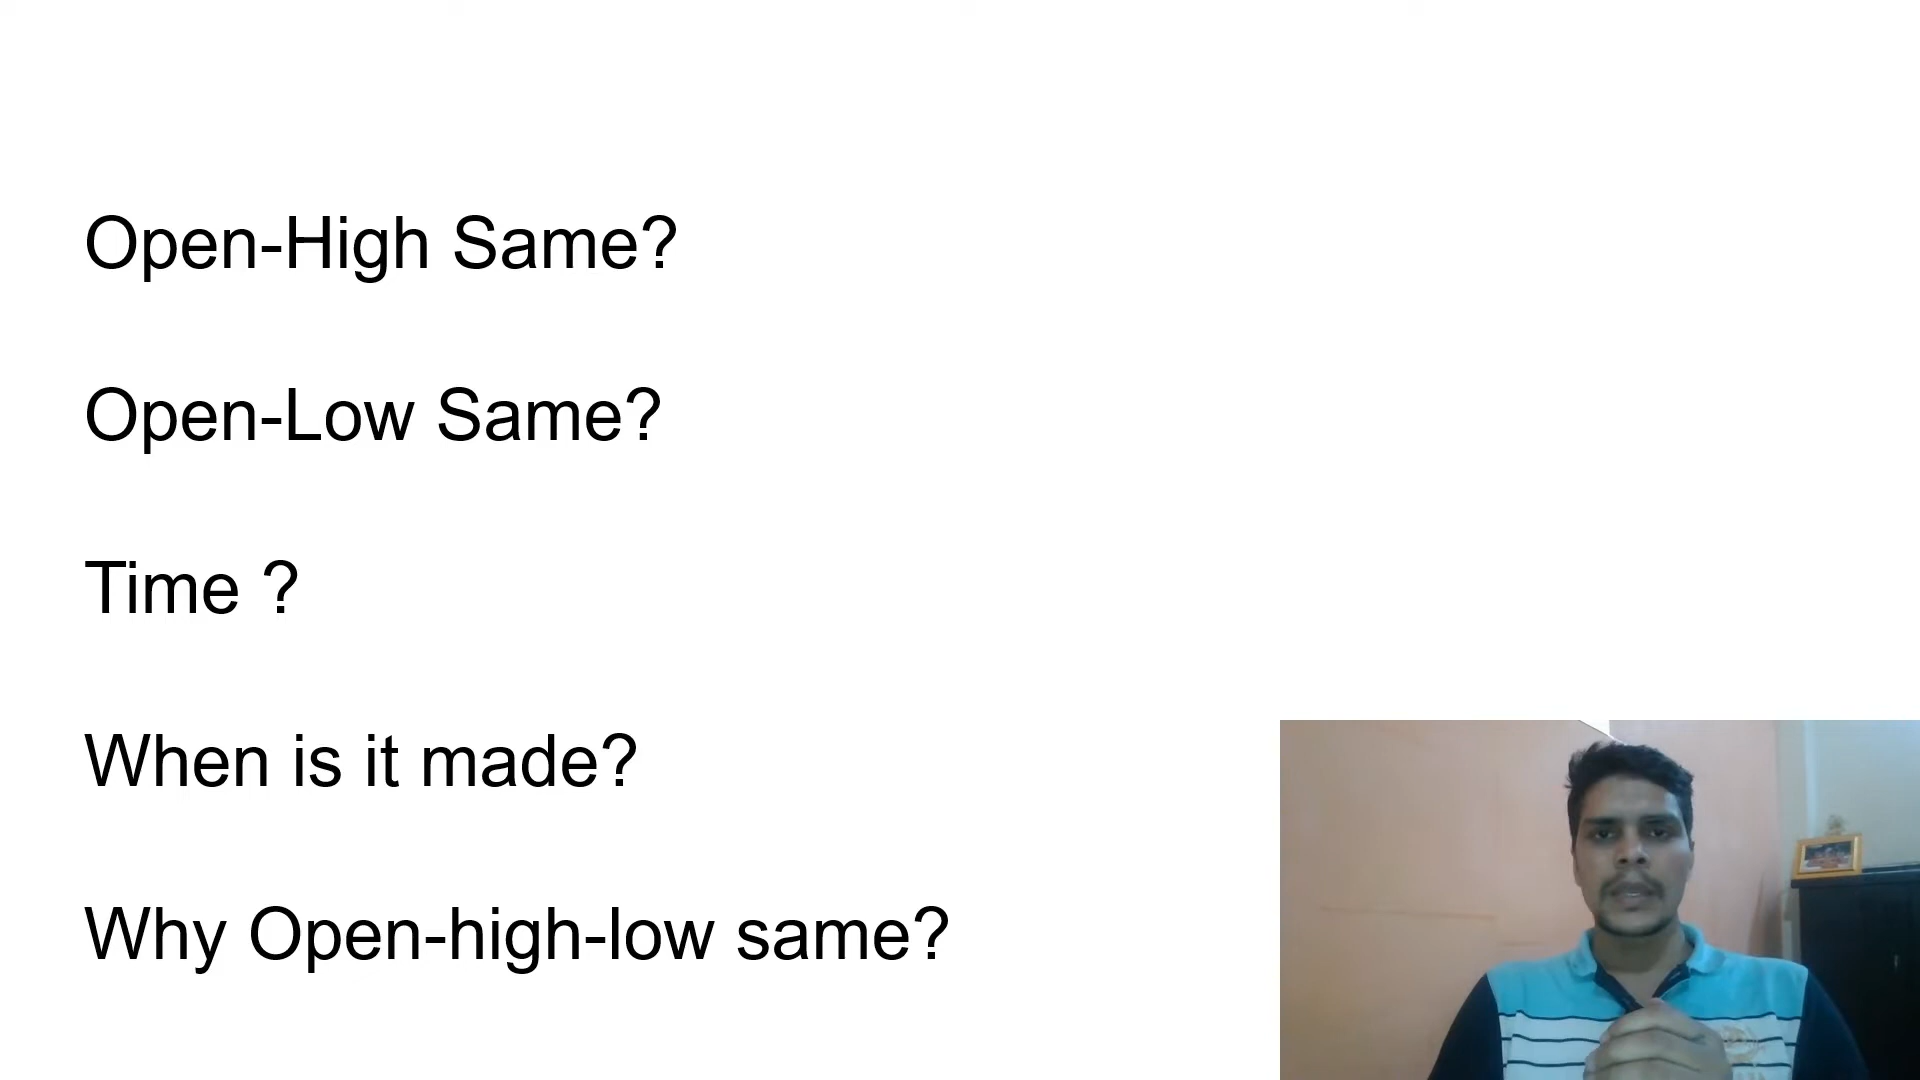 Open-High Same?
Open-Low Same?
Time ?
When is it made?
Why Open-high-low same?